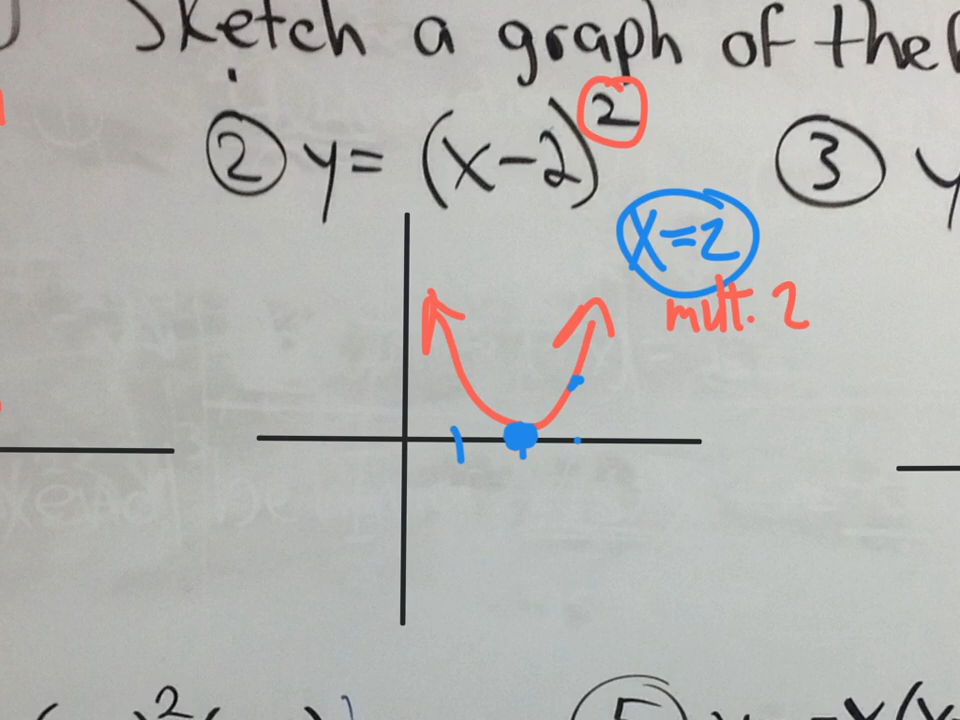 Sketch a graph of the
② y = (x-2)² ③ y
x=2
mult. 2